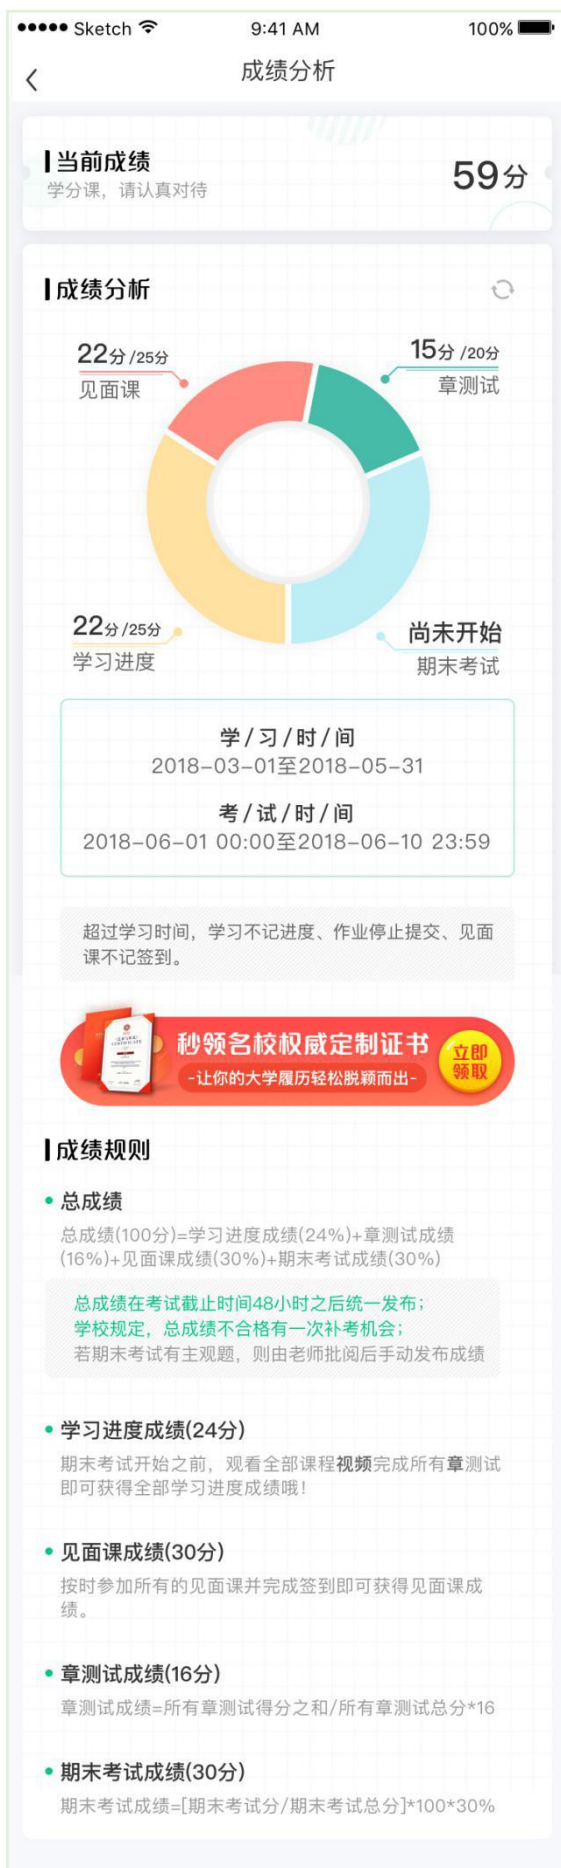 Sketch 9:41 AM 100%
成绩分析
当前成绩
学分课，请认真对待
59分
成绩分析
22分/25分
见面课
15分/20分
章测试
22分/25分
学习进度
尚未开始
期末考试
学/习/时/间
2018-03-01至2018-05-31
考/试/时/间
2018-06-01 00:00至2018-06-10 23:59
超过学习时间，学习不记进度、作业停止提交、见面
课不记签到。
秒领名校权威定制证书
-让你的大学履历轻松脱颖而出-
立即
领取
成绩规则
总成绩
总成绩(100分)=学习进度成绩(24%)+章测试成绩
(16%)+见面课成绩(30%)+期末考试成绩(30%)
总成绩在考试截止时间48小时之后统一发布；
学校规定，总成绩不合格有一次补考机会；
若期末考试有主观题，则由老师批阅后手动发布成绩
学习进度成绩(24分)
期末考试开始之前，观看全部课程视频完成所有章测试
即可获得全部学习进度成绩哦！
见面课成绩(30分)
按时参加所有的见面课并完成签到即可获得见面课成
绩。
章测试成绩(16分)
章测试成绩=所有章测试得分之和/所有章测试总分*16
期末考试成绩(30分)
期末考试成绩=[期末考试分/期末考试总分]*100*30%